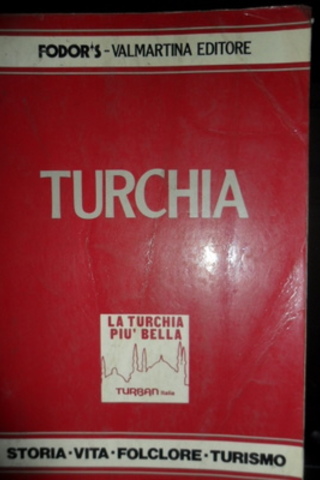 FODOR'S - VALMARTINA EDITORE
TURCHIA
LA TURCHIA
PIU' BELLA
TURBAN Italia
STORIA · VITA · FOLCLORE · TURISMO